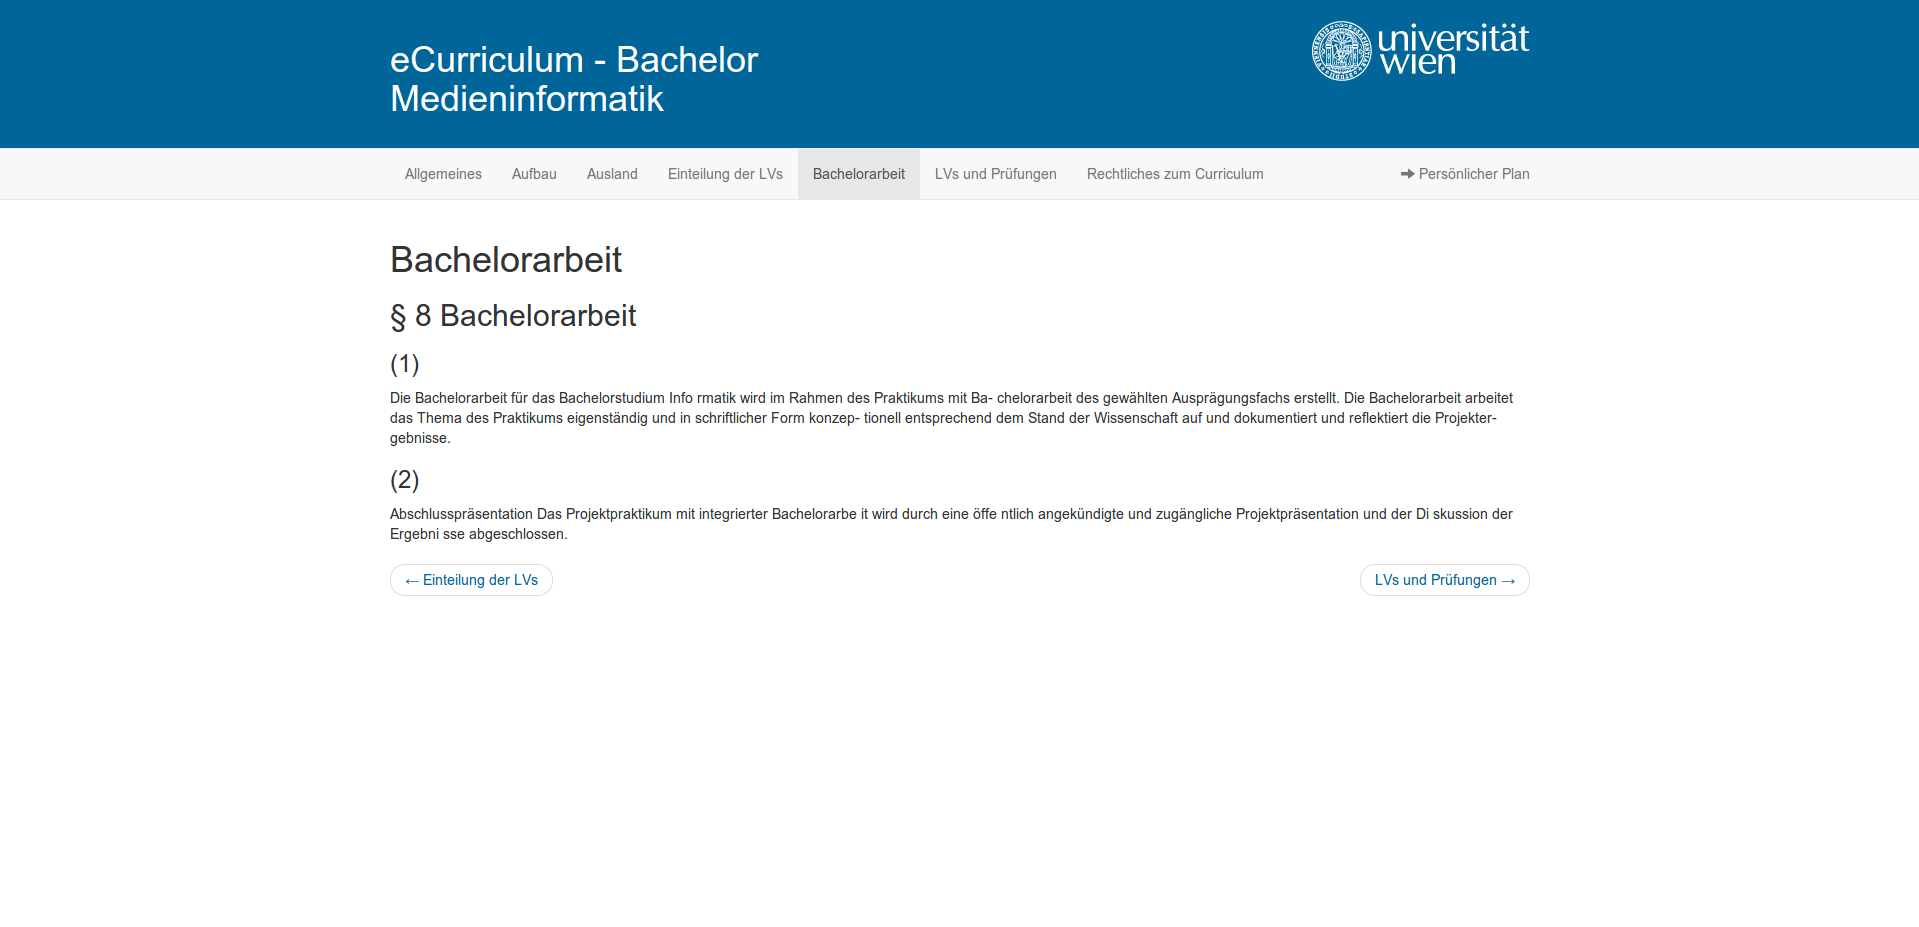 eCurriculum - Bachelor
Medieninformatik
universität
wien
Allgemeines Aufbau Ausland Einteilung der LVs Bachelorarbeit LVs und Prüfungen Rechtliches zum Curriculum Persönlicher Plan
Bachelorarbeit
§ 8 Bachelorarbeit
(1)
Die Bachelorarbeit für das Bachelorstudium Info rmatik wird im Rahmen des Praktikums mit Ba- chelorarbeit des gewählten Ausprägungsfachs erstellt. Die Bachelorarbeit arbeitet
das Thema des Praktikums eigenständig und in schriftlicher Form konzep- tionell entsprechend dem Stand der Wissenschaft auf und dokumentiert und reflektiert die Projekter-
gebnisse.
(2)
Abschlusspräsentation Das Projektpraktikum mit integrierter Bachelorarbe it wird durch eine öffe ntlich angekündigte und zugängliche Projektpräsentation und der Di skussion der
Ergebni sse abgeschlossen.
← Einteilung der LVs
LVs und Prüfungen →